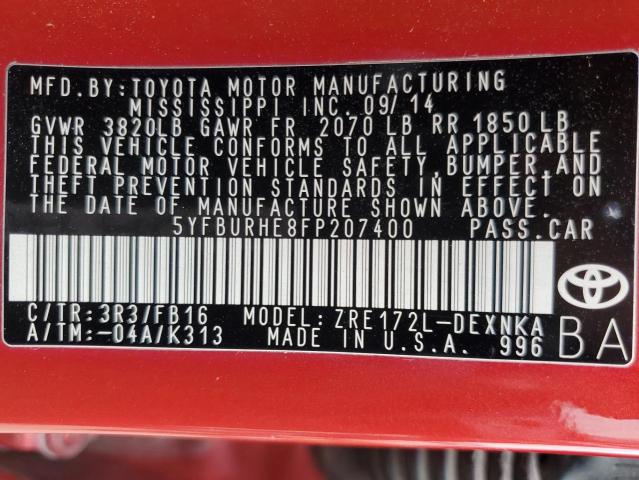 MFD. BY: TOYOTA MOTOR MANUFACTURING
MISSISSIPPI INC. 09/14
GVWR 3820LB GAWR FR 2070 LB RR 1850 LB
THIS VEHICLE CONFORMS TO ALL APPLICABLE
FEDERAL MOTOR VEHICLE SAFETY, BUMPER, AND
THEFT PREVENTION STANDARDS IN EFFECT ON
THE DATE OF MANUFACTURE SHOWN ABOVE.
5YFBURHE8FP207400 PASS. CAR
C/TR: 3R3/FB16 MODEL: ZRE172L-DEXNKA
A/TM: -04A/K313 MADE IN U.S.A. 996
BA